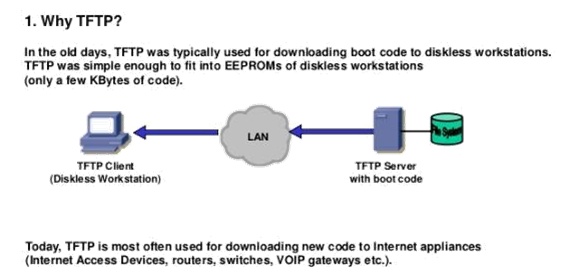 1. Why TFTP?
In the old days, TFTP was typically used for downloading boot code to diskless workstations.
TFTP was simple enough to fit into EEPROMs of diskless workstations
(only a few KBytes of code).
LAN
File System
TFTP Client
(Diskless Workstation)
TFTP Server
with boot code
Today, TFTP is most often used for downloading new code to Internet appliances
(Internet Access Devices, routers, switches, VOIP gateways etc.).